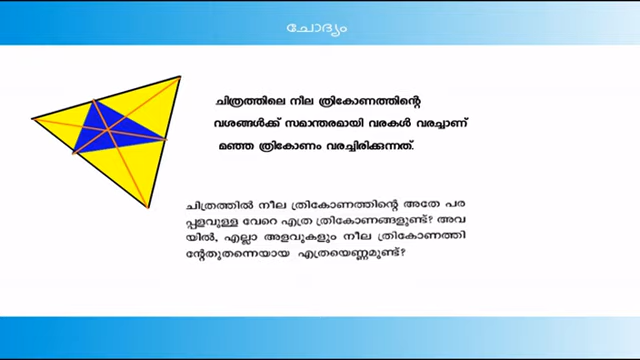 ചോദ്യം
ചിത്രത്തിലെ നീല ത്രികോണത്തിന്റെ
വശങ്ങൾക്ക് സമാന്തരമായി വരകൾ വരച്ചാണ്
മഞ്ഞ ത്രികോണം വരച്ചിരിക്കുന്നത്.
ചിത്രത്തിൽ നീല ത്രികോണത്തിന്റെ അതേ പര
പ്പളവുള്ള വേറെ എത്ര ത്രികോണങ്ങളുണ്ട്? അവ
യിൽ, എല്ലാ അളവുകളും നീല ത്രികോണത്തി
ന്റേതുതന്നെയായ എത്രയെണ്ണമുണ്ട്?